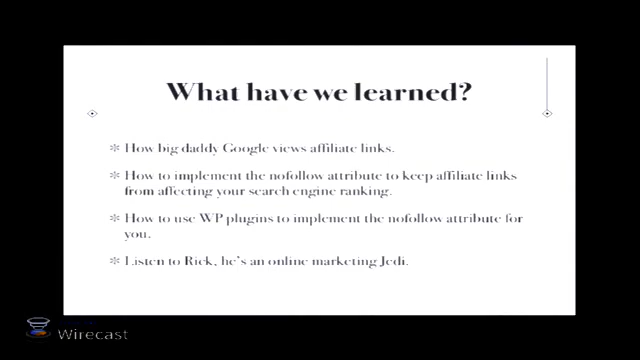 What have we learned?
✻ How big daddy Google views affiliate links.
✻ How to implement the nofollow attribute to keep affiliate links
from affecting your search engine ranking.
✻ How to use WP plugins to implement the nofollow attribute for
you.
✻ Listen to Rick, he's an online marketing Jedi.
Wirecast